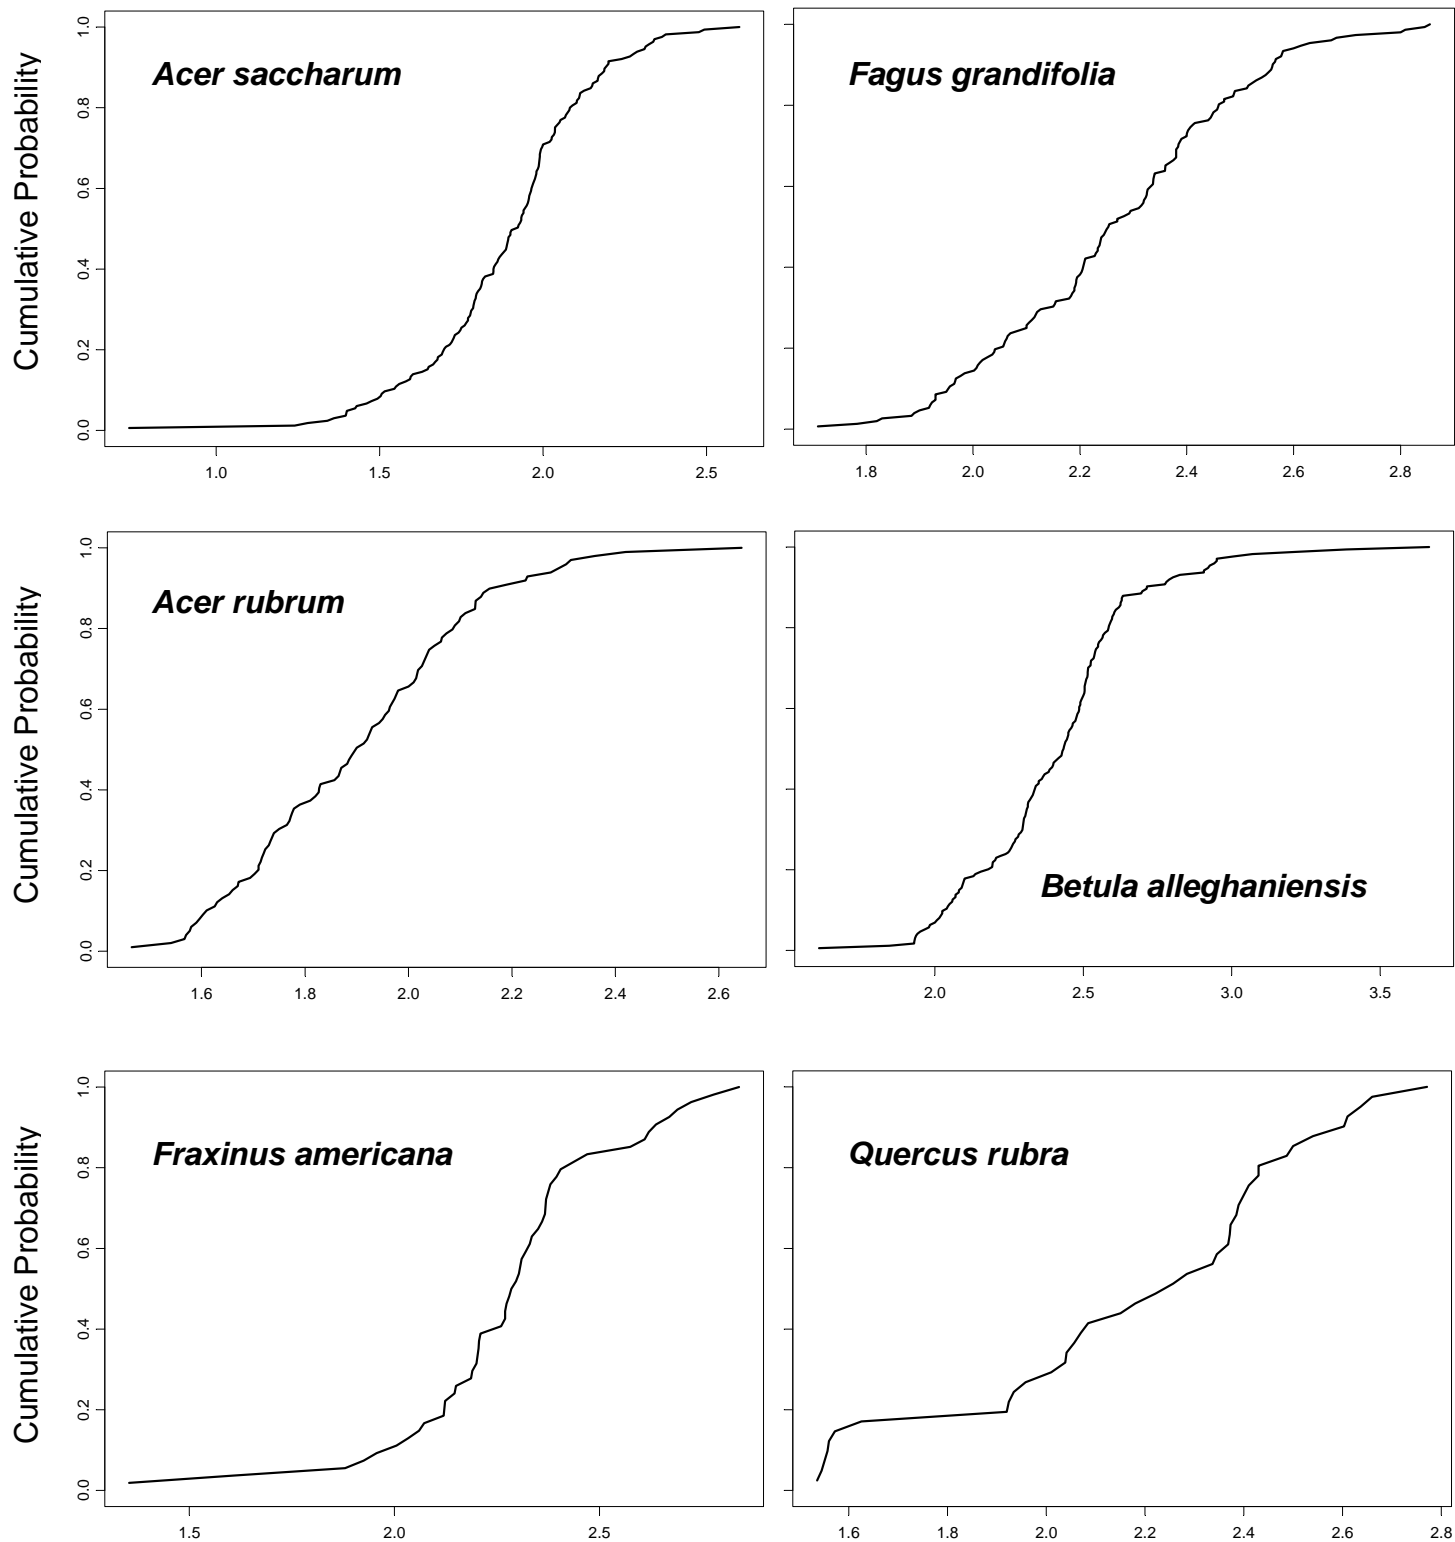 Cumulative Probability
0.0 0.2 0.4 0.6 0.8 1.0
Acer saccharum
1.0 1.5 2.0 2.5
Fagus grandifolia
1.8 2.0 2.2 2.4 2.6 2.8
Cumulative Probability
0.0 0.2 0.4 0.6 0.8 1.0
Acer rubrum
1.6 1.8 2.0 2.2 2.4 2.6
Betula alleghaniensis
2.0 2.5 3.0 3.5
Cumulative Probability
0.0 0.2 0.4 0.6 0.8 1.0
Fraxinus americana
1.5 2.0 2.5
Quercus rubra
1.6 1.8 2.0 2.2 2.4 2.6 2.8